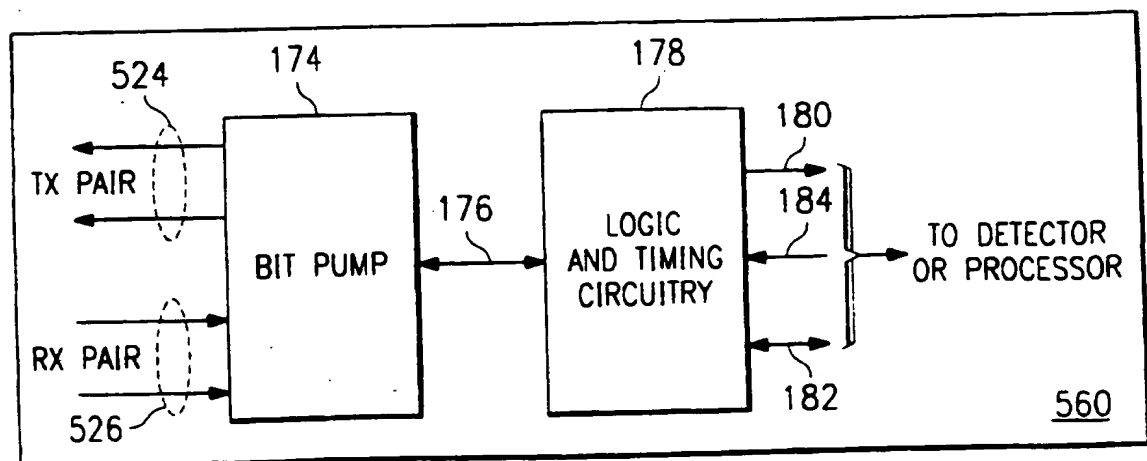 524
174
178
180
TX PAIR
184
176
BIT PUMP
LOGIC
AND TIMING
CIRCUITRY
TO DETECTOR
OR PROCESSOR
RX PAIR
182
526
560